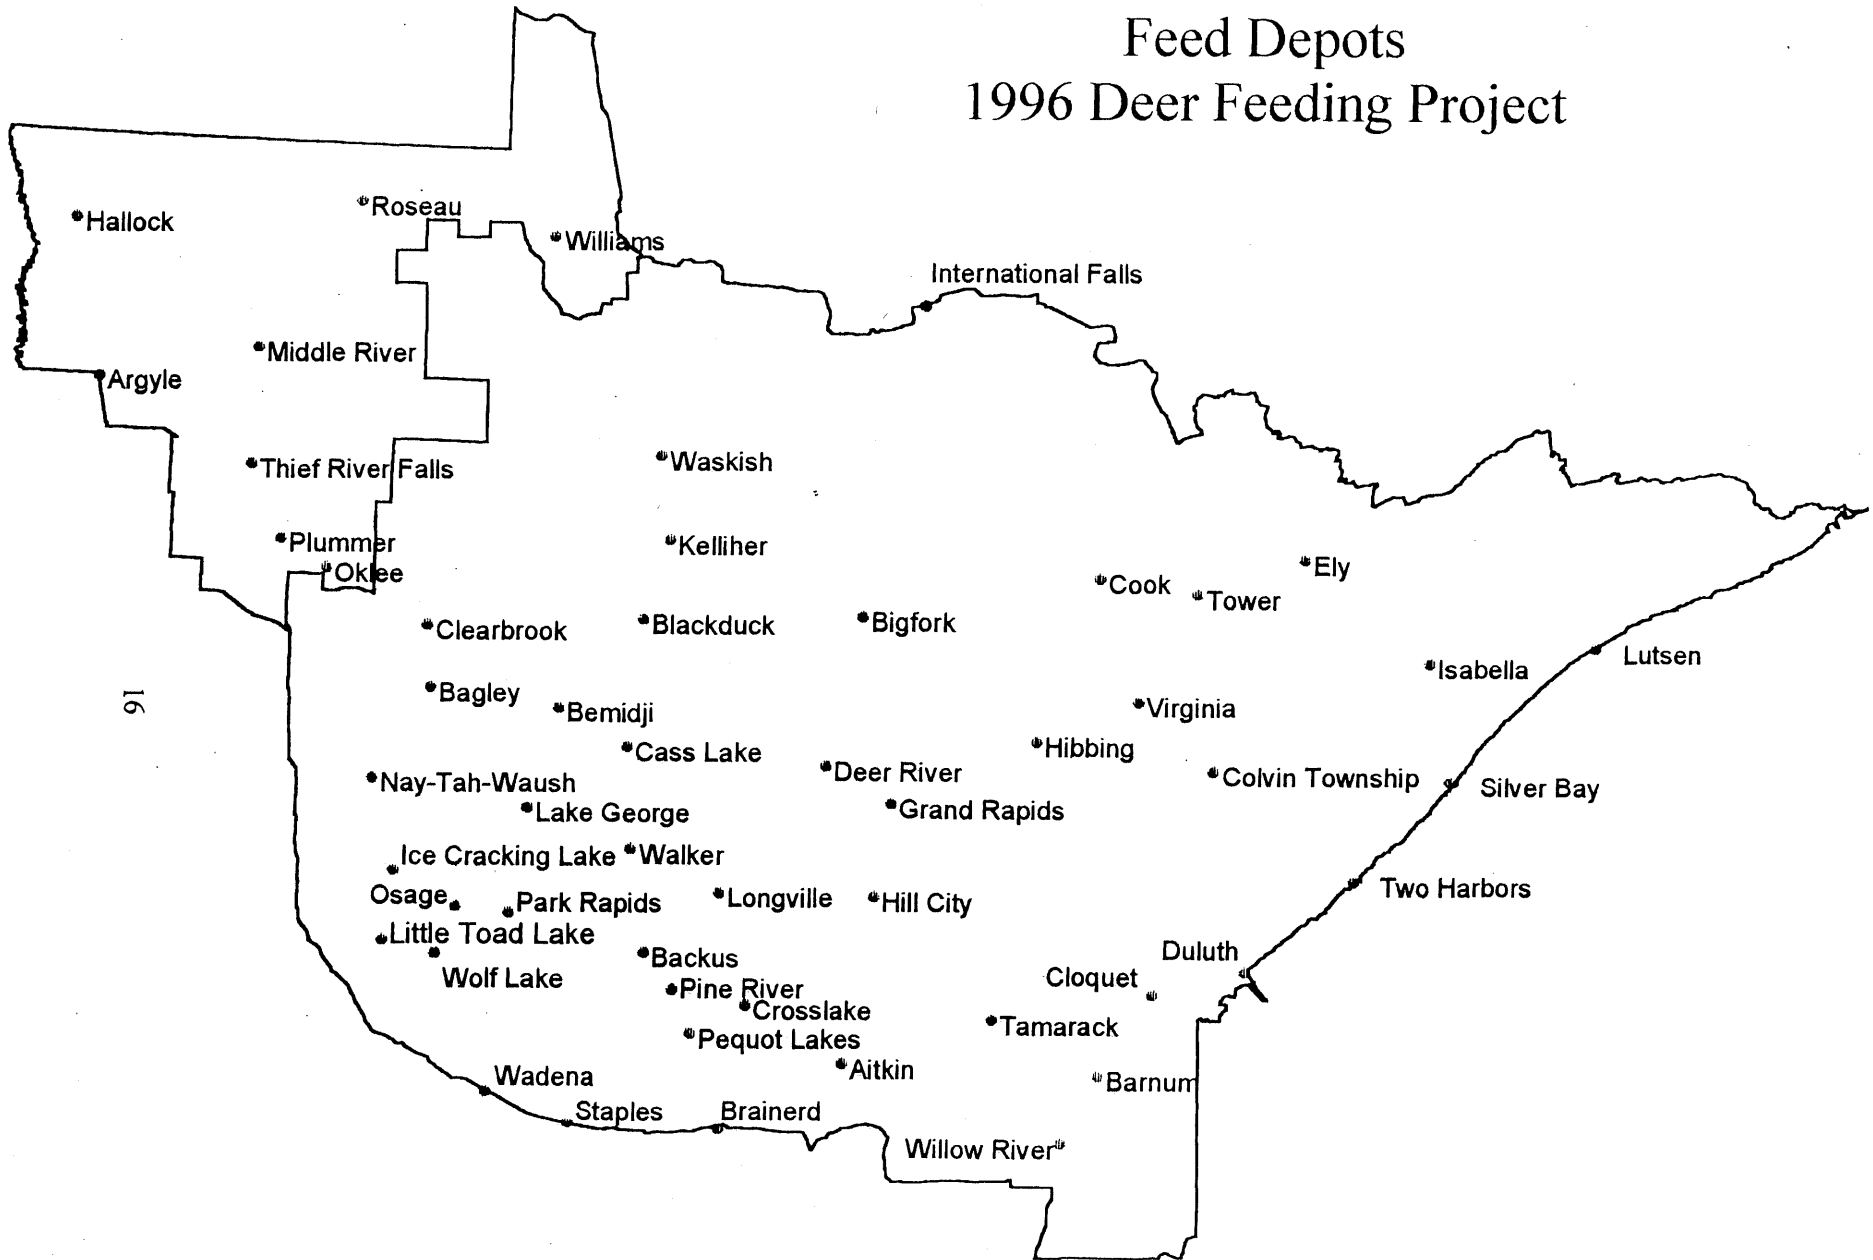 Feed Depots
1996 Deer Feeding Project
Roseau
Hallock
Williams
International Falls
Middle River
Argyle
Waskish
Thief River Falls
Plummer
Kelliher
Oklee
Ely
Cook
Tower
Clearbrook
Blackduck
Bigfork
Lutsen
Isabella
Bagley
16
Bemidji
Virginia
Hibbing
Cass Lake
Deer River
Colvin Township
Nay-Tah-Waush
Silver Bay
Lake George
Grand Rapids
Ice Cracking Lake
Walker
Two Harbors
Osage
Park Rapids
Longville
Hill City
Little Toad Lake
Duluth
Backus
Wolf Lake
Cloquet
Pine River
Crosslake
Tamarack
Pequot Lakes
Aitkin
Wadena
Barnum
Staples
Brainerd
Willow River